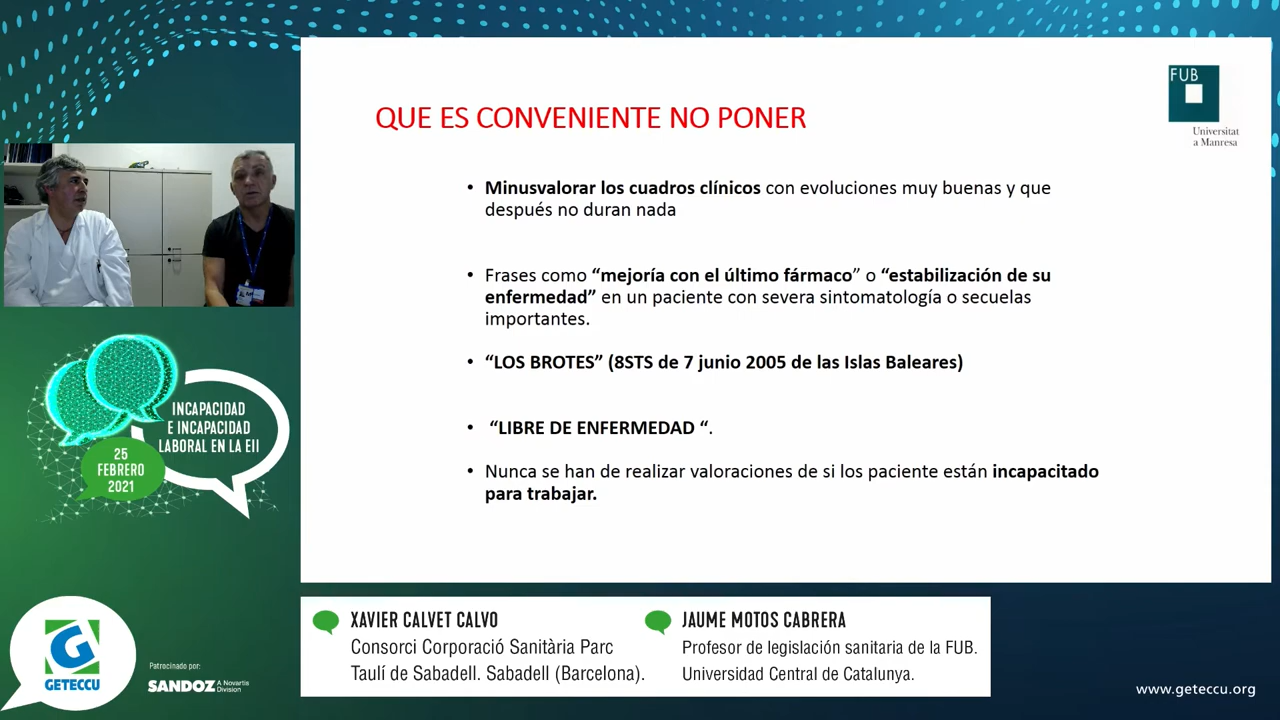 QUE ES CONVENIENTE NO PONER
FUB
Universitat
a Manresa
• Minusvalorar los cuadros clínicos con evoluciones muy buenas y que
después no duran nada
• Frases como “mejoría con el último fármaco” o “estabilización de su
enfermedad” en un paciente con severa sintomatología o secuelas
importantes.
• “LOS BROTES” (8STS de 7 junio 2005 de las Islas Baleares)
• “LIBRE DE ENFERMEDAD “.
• Nunca se han de realizar valoraciones de si los paciente están incapacitado
para trabajar.
INCAPACIDAD
E INCAPACIDAD
LABORAL EN LA EII
25
FEBRERO
2021
G
GETECCU
Patrocinado por:
SANDOZ A Novartis
Division
XAVIER CALVET CALVO
Consorci Corporació Sanitària Parc
Taulí de Sabadell. Sabadell (Barcelona).
JAUME MOTOS CABRERA
Profesor de legislación sanitaria de la FUB.
Universidad Central de Catalunya.
www.geteccu.org